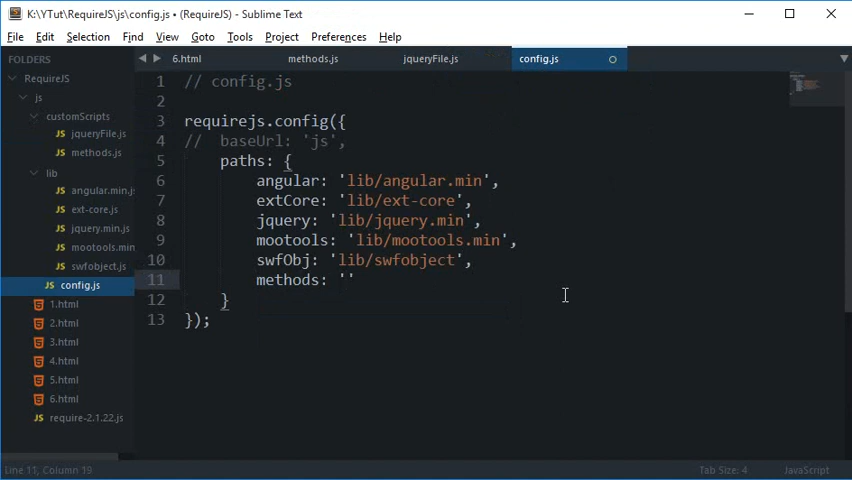 K:\YTut\RequireJS\js\config.js • (RequireJS) - Sublime Text
File Edit Selection Find View Goto Tools Project Preferences Help
FOLDERS
RequireJS
js
customScripts
jqueryFile.js
methods.js
lib
angular.min.js
ext-core.js
jquery.min.js
mootools.min
swfobject.js
config.js
1.html
2.html
3.html
4.html
5.html
6.html
require-2.1.22.js
6.html methods.js jqueryFile.js config.js
1 // config.js
2
3 requirejs.config({
4 //  baseUrl: 'js',
5     paths: {
6         angular: 'lib/angular.min',
7         extCore: 'lib/ext-core',
8         jquery: 'lib/jquery.min',
9         mootools: 'lib/mootools.min',
10         swfObj: 'lib/swfobject',
11         methods: ''
12     }
13 });
Line 11, Column 19 Tab Size: 4 JavaScript